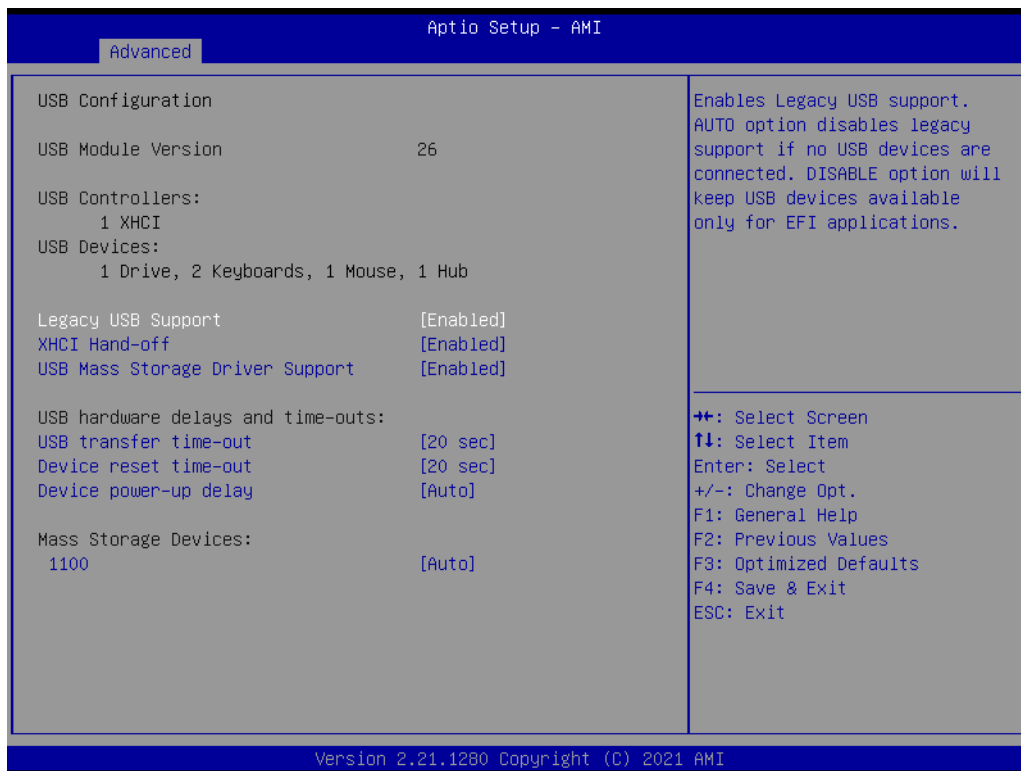 Aptio Setup – AMI
Advanced
USB Configuration
USB Module Version 26
USB Controllers:
1 XHCI
USB Devices:
1 Drive, 2 Keyboards, 1 Mouse, 1 Hub
Legacy USB Support [Enabled]
XHCI Hand-off [Enabled]
USB Mass Storage Driver Support [Enabled]
USB hardware delays and time-outs:
USB transfer time-out [20 sec]
Device reset time-out [20 sec]
Device power-up delay [Auto]
Mass Storage Devices:
1100 [Auto]
Enables Legacy USB support.
AUTO option disables legacy
support if no USB devices are
connected. DISABLE option will
keep USB devices available
only for EFI applications.
→←: Select Screen
↑↓: Select Item
Enter: Select
+/-: Change Opt.
F1: General Help
F2: Previous Values
F3: Optimized Defaults
F4: Save & Exit
ESC: Exit
Version 2.21.1280 Copyright (C) 2021 AMI